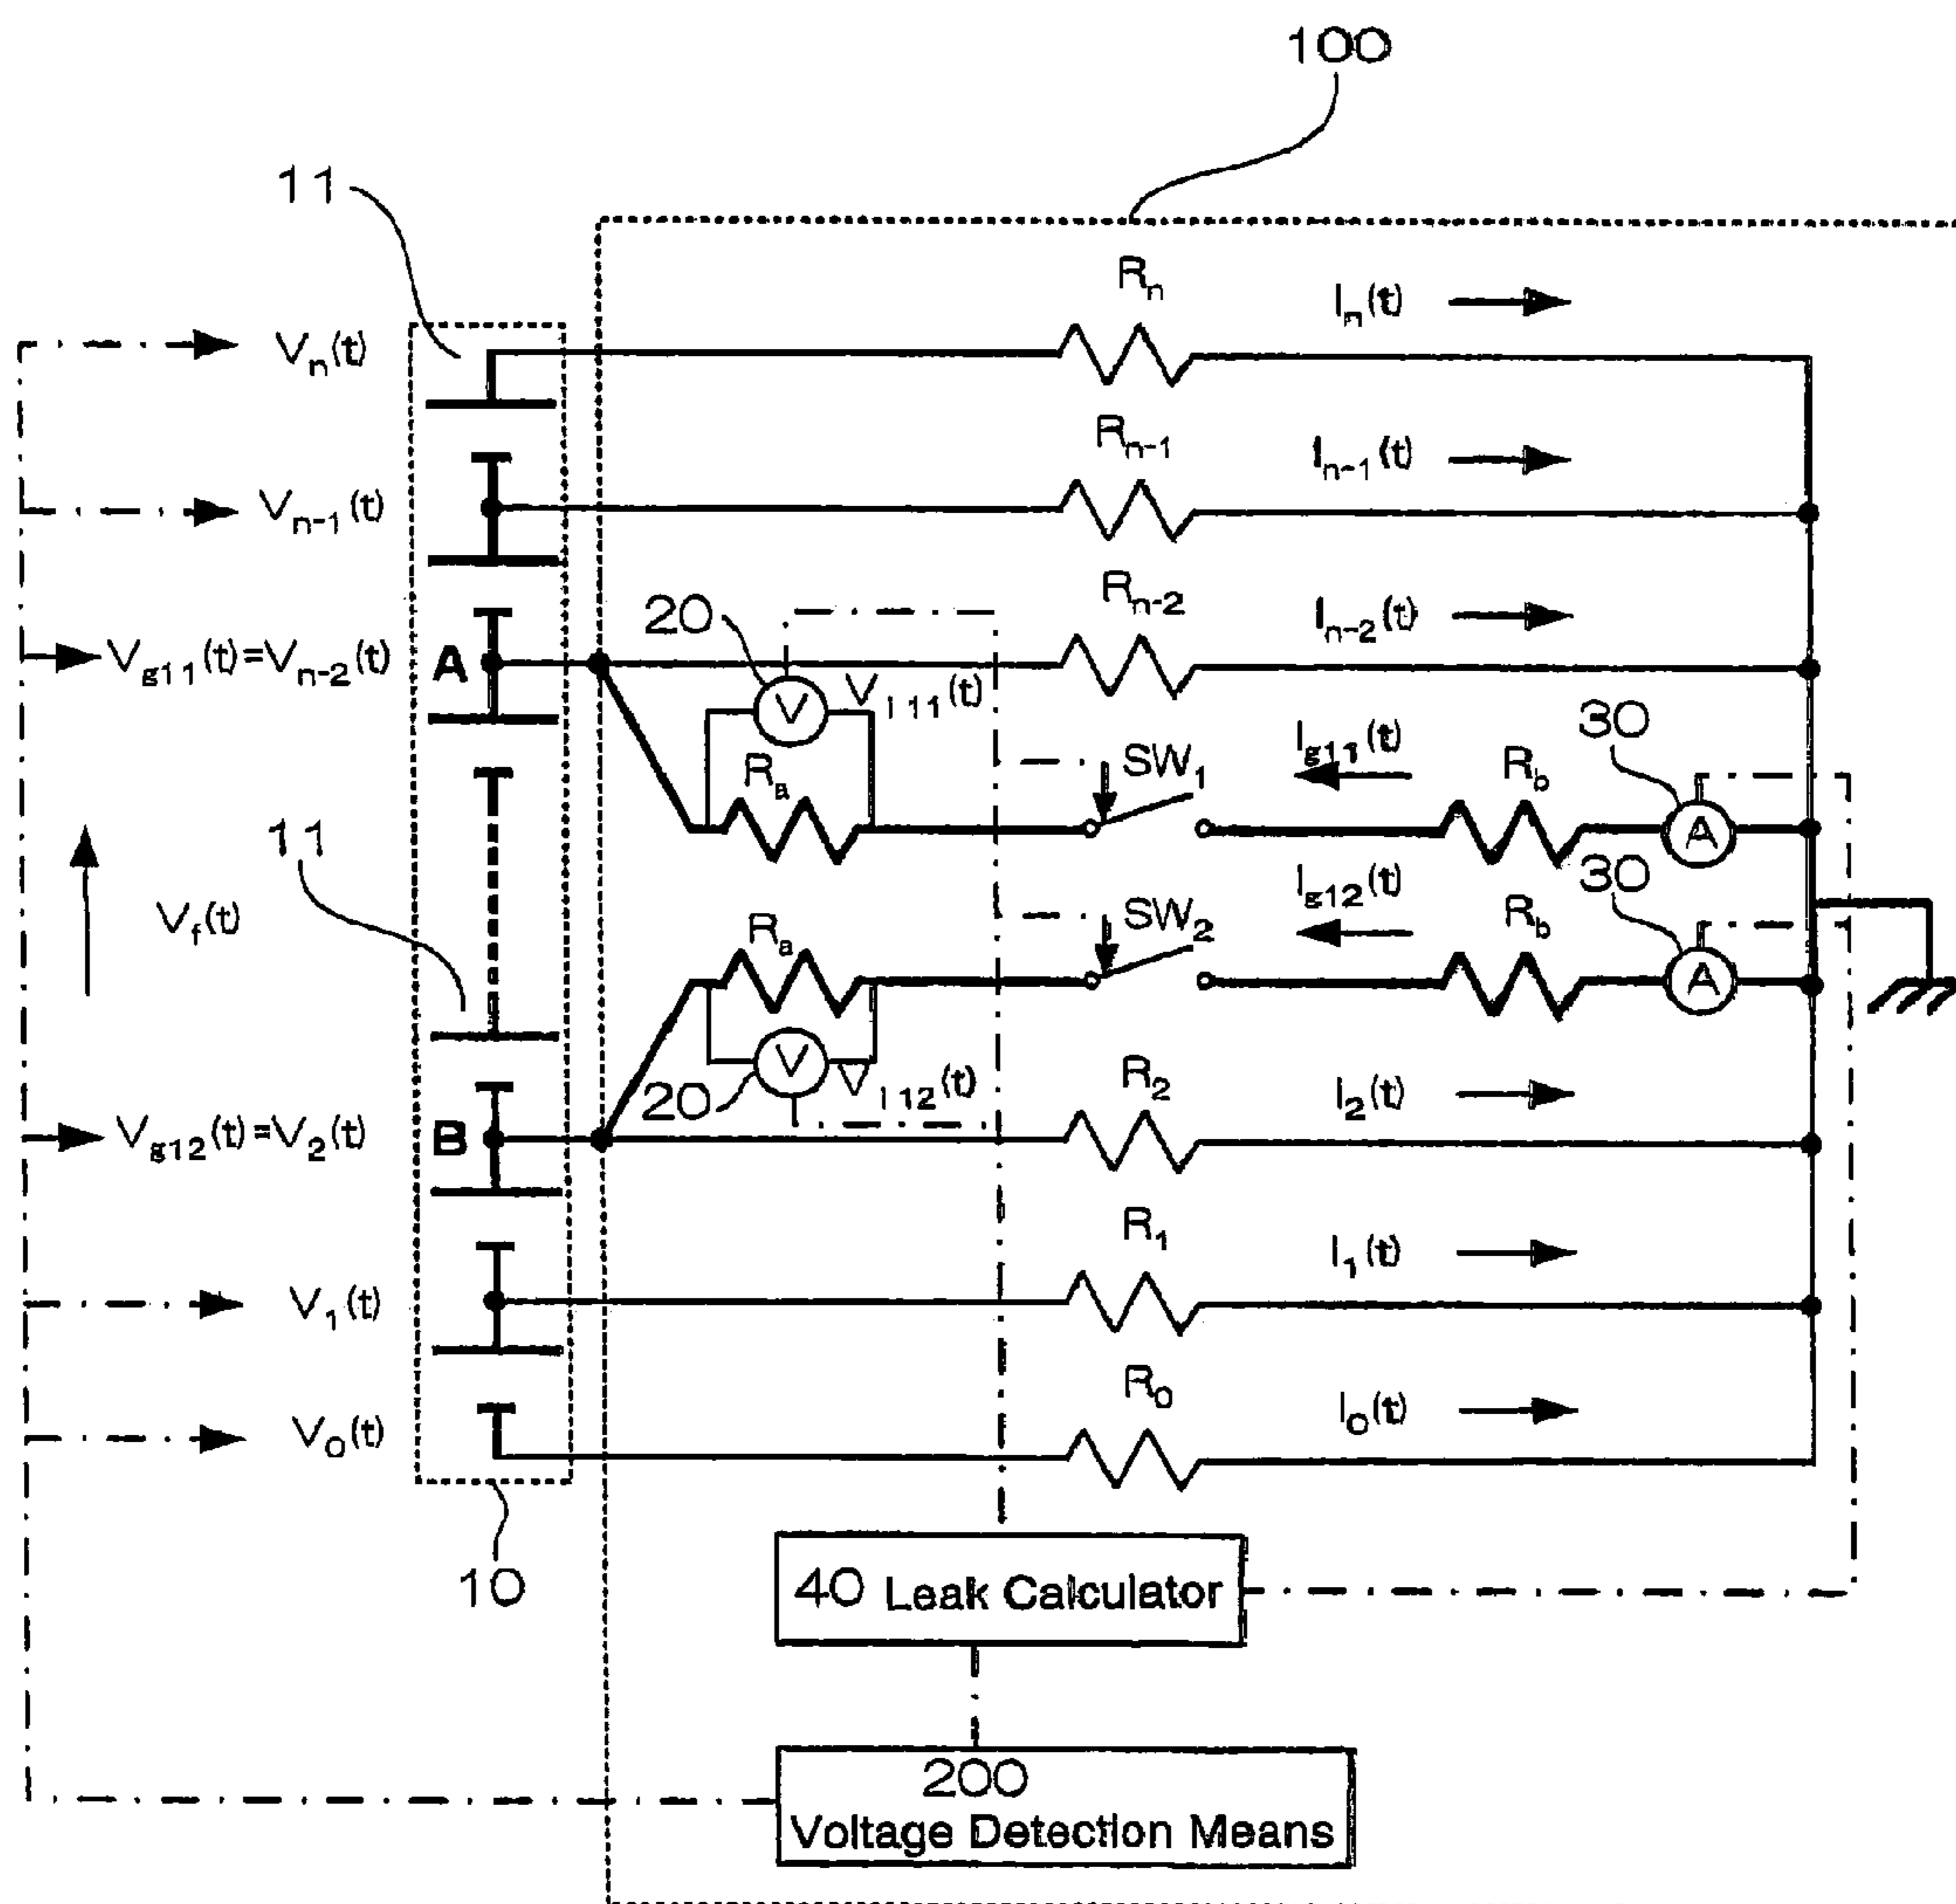 100
11
Rn
In(t)
Vn(t)
Rn-1
In-1(t)
Vn-1(t)
Rn-2
In-2(t)
20
Vg11(t)=Vn-2(t)
A
V
Vl11(t)
30
Ig11(t)
SW1
Rb
Ra
A
11
30
Ig12(t)
Vf(t)
SW2
Rb
Ra
A
V
20
Vl12(t)
R2
I2(t)
Vg12(t)=V2(t)
B
R1
I1(t)
V1(t)
R0
I0(t)
V0(t)
10
40 Leak Calculator
200
Voltage Detection Means